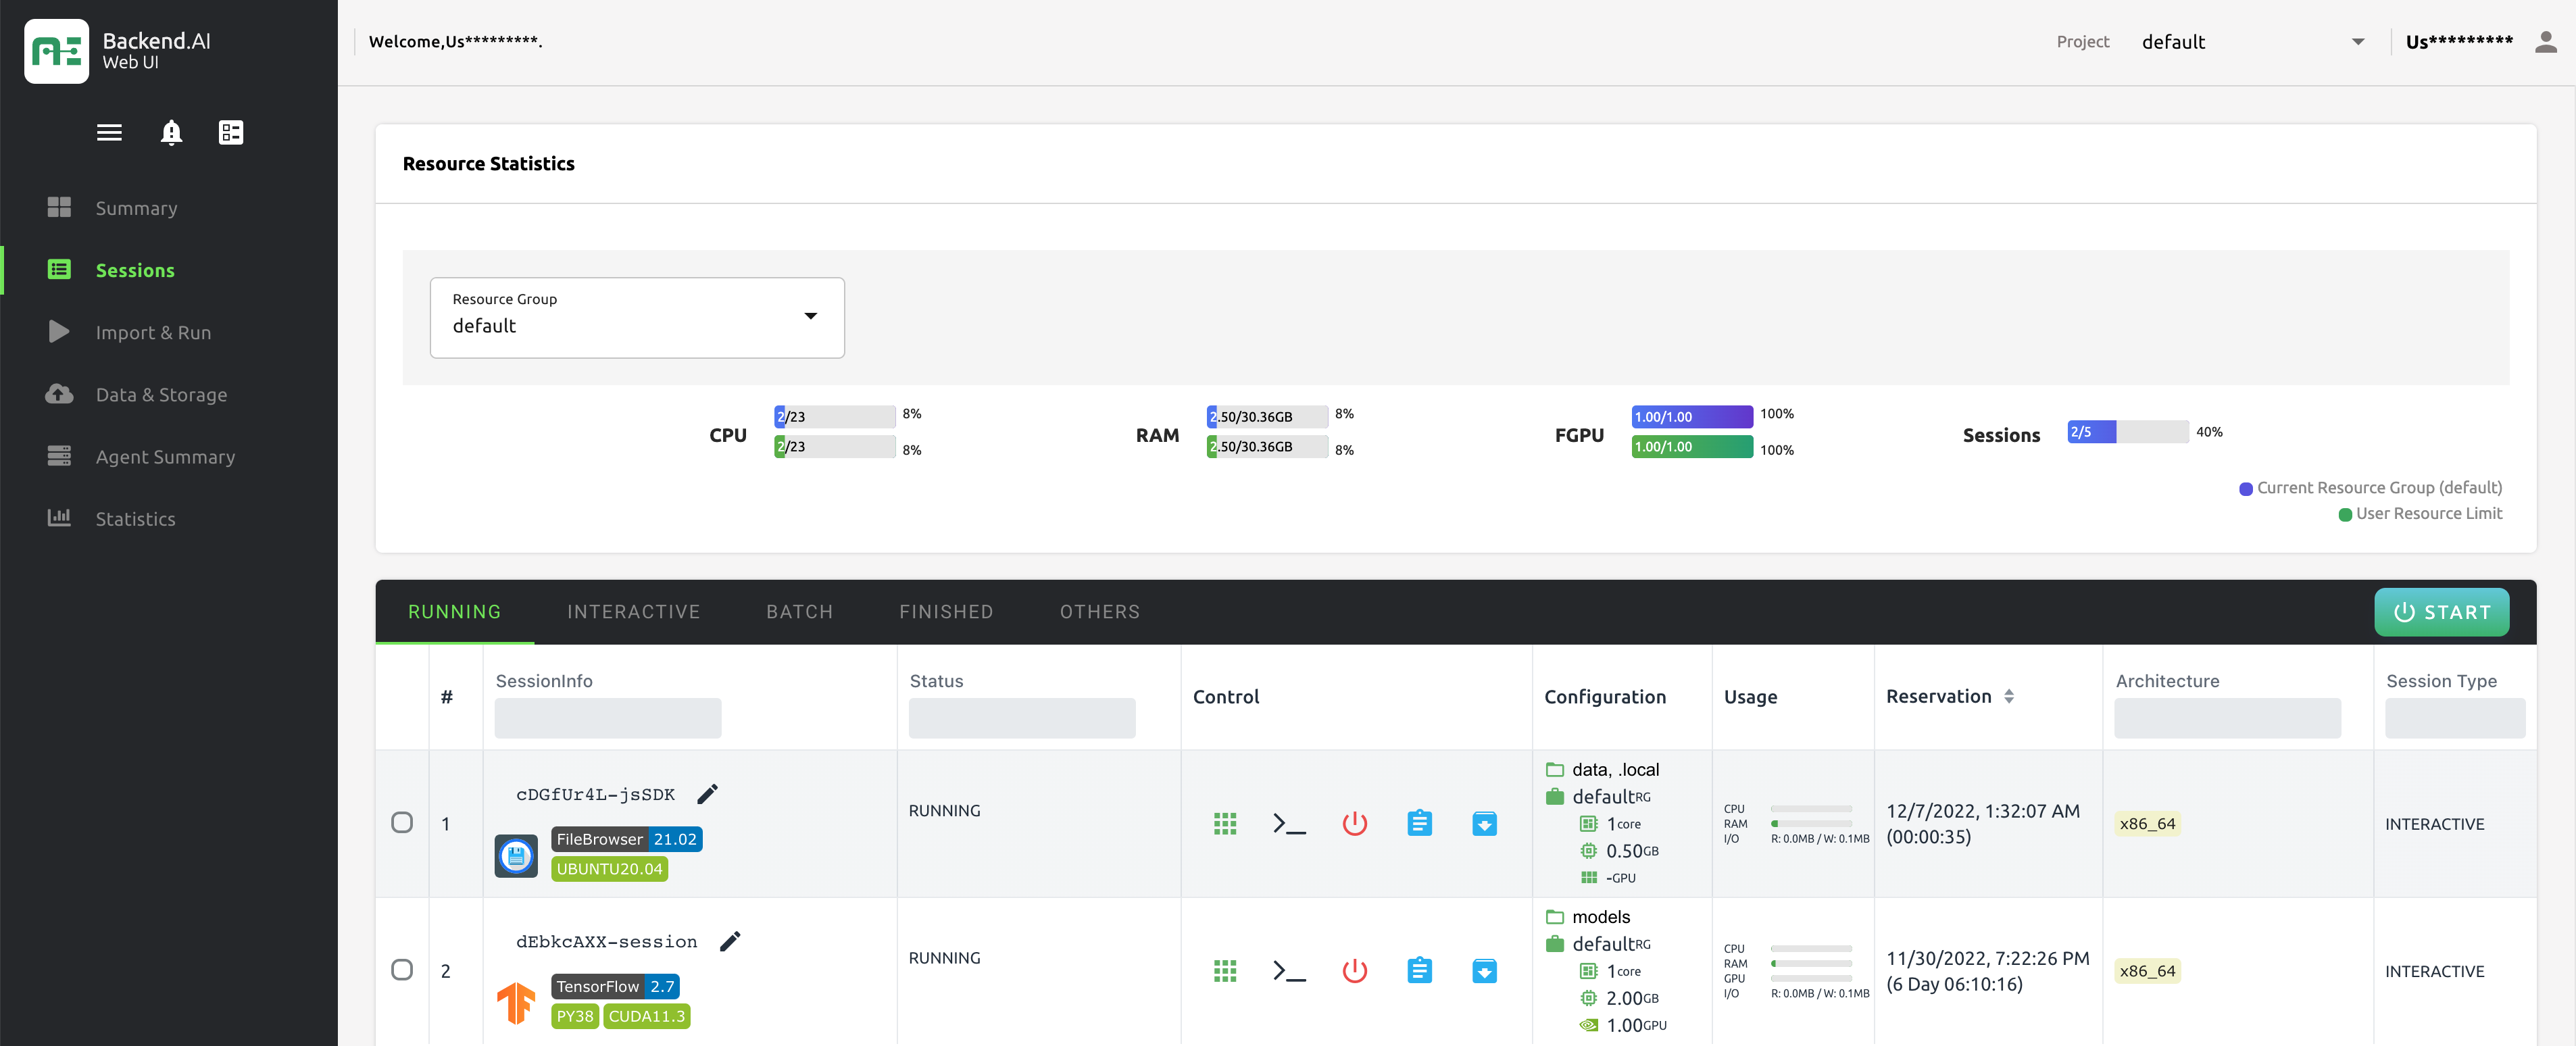 Backend.AI
Web UI
Welcome,Us*********.
Project default
Us*********
Summary
Sessions
Import & Run
Data & Storage
Agent Summary
Statistics
Resource Statistics
Resource Group
default
CPU
2/23 8%
2/23 8%
RAM
2.50/30.36GB 8%
2.50/30.36GB 8%
FGPU
1.00/1.00 100%
1.00/1.00 100%
Sessions
2/5 40%
Current Resource Group (default)
User Resource Limit
RUNNING INTERACTIVE BATCH FINISHED OTHERS START
# SessionInfo Status Control Configuration Usage Reservation Architecture Session Type
1
cDGfUr4L-jsSDK
FileBrowser 21.02
UBUNTU20.04
RUNNING
data, .local
defaultRG
1core
0.50GB
-GPU
CPU
RAM
I/O R: 0.0MB / W: 0.1MB
12/7/2022, 1:32:07 AM
(00:00:35)
x86_64
INTERACTIVE
2
dEbkcAXX-session
TensorFlow 2.7
PY38 CUDA11.3
RUNNING
models
defaultRG
1core
2.00GB
1.00GPU
CPU
RAM
GPU
I/O R: 0.0MB / W: 0.1MB
11/30/2022, 7:22:26 PM
(6 Day 06:10:16)
x86_64
INTERACTIVE